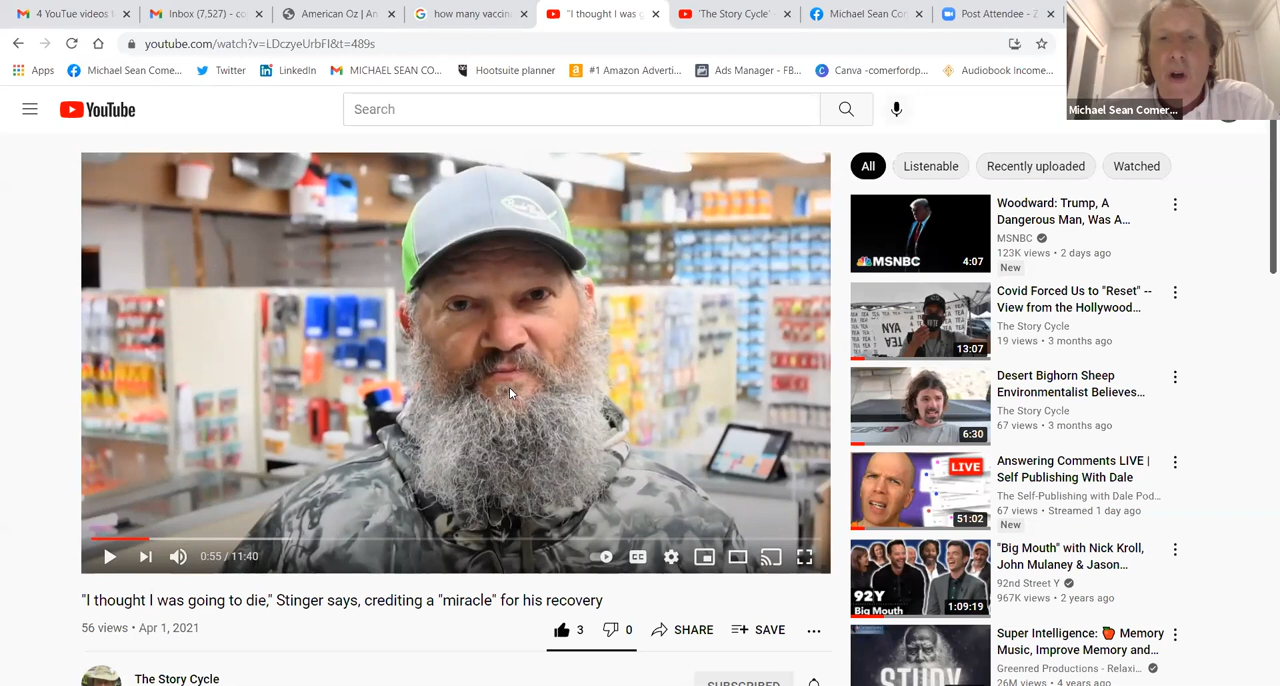 4 YouTue videos t
Inbox (7,527) - co
American Oz | An
how many vaccin
"I thought I was g
'The Story Cycle'
Michael Sean Con
Post Attendee - Z
youtube.com/watch?v=LDczyeUrbFI&t=489s
Apps
Michael Sean Come...
Twitter
LinkedIn
MICHAEL SEAN CO...
Hootsuite planner
#1 Amazon Adverti...
Ads Manager - FB...
Canva -comerfordp...
Audiobook Income...
Michael Sean Comer...
YouTube
Search
All
Listenable
Recently uploaded
Watched
0:55 / 11:40
CC
"I thought I was going to die," Stinger says, crediting a "miracle" for his recovery
56 views • Apr 1, 2021
3
0
SHARE
SAVE
The Story Cycle
SUBSCRIBED
MSNBC
4:07
Woodward: Trump, A
Dangerous Man, Was A...
MSNBC
123K views • 2 days ago
New
13:07
Covid Forced Us to "Reset" --
View from the Hollywood...
The Story Cycle
19 views • 3 months ago
6:30
Desert Bighorn Sheep
Environmentalist Believes...
The Story Cycle
67 views • 3 months ago
LIVE
51:02
Answering Comments LIVE |
Self Publishing With Dale
The Self-Publishing with Dale Pod...
67 views • Streamed 1 day ago
New
92Y
Big Mouth
1:09:19
"Big Mouth" with Nick Kroll,
John Mulaney & Jason...
92nd Street Y
967K views • 2 years ago
STUDY
Super Intelligence: 🍎 Memory
Music, Improve Memory and...
Greenred Productions - Relaxi...
26M views • 4 years ago